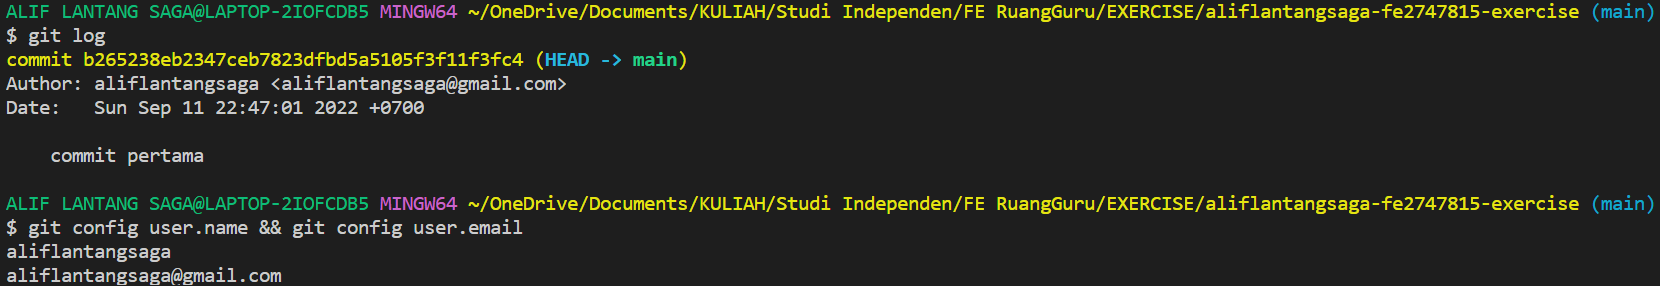 ALIF LANTANG SAGA@LAPTOP-2IOFCDB5 MINGW64 ~/OneDrive/Documents/KULIAH/Studi Independen/FE RuangGuru/EXERCISE/aliflantangsaga-fe2747815-exercise (main)
$ git log
commit b265238eb2347ceb7823dfbd5a5105f3f11f3fc4 (HEAD -> main)
Author: aliflantangsaga <aliflantangsaga@gmail.com>
Date:   Sun Sep 11 22:47:01 2022 +0700
    commit pertama
ALIF LANTANG SAGA@LAPTOP-2IOFCDB5 MINGW64 ~/OneDrive/Documents/KULIAH/Studi Independen/FE RuangGuru/EXERCISE/aliflantangsaga-fe2747815-exercise (main)
$ git config user.name && git config user.email
aliflantangsaga
aliflantangsaga@gmail.com